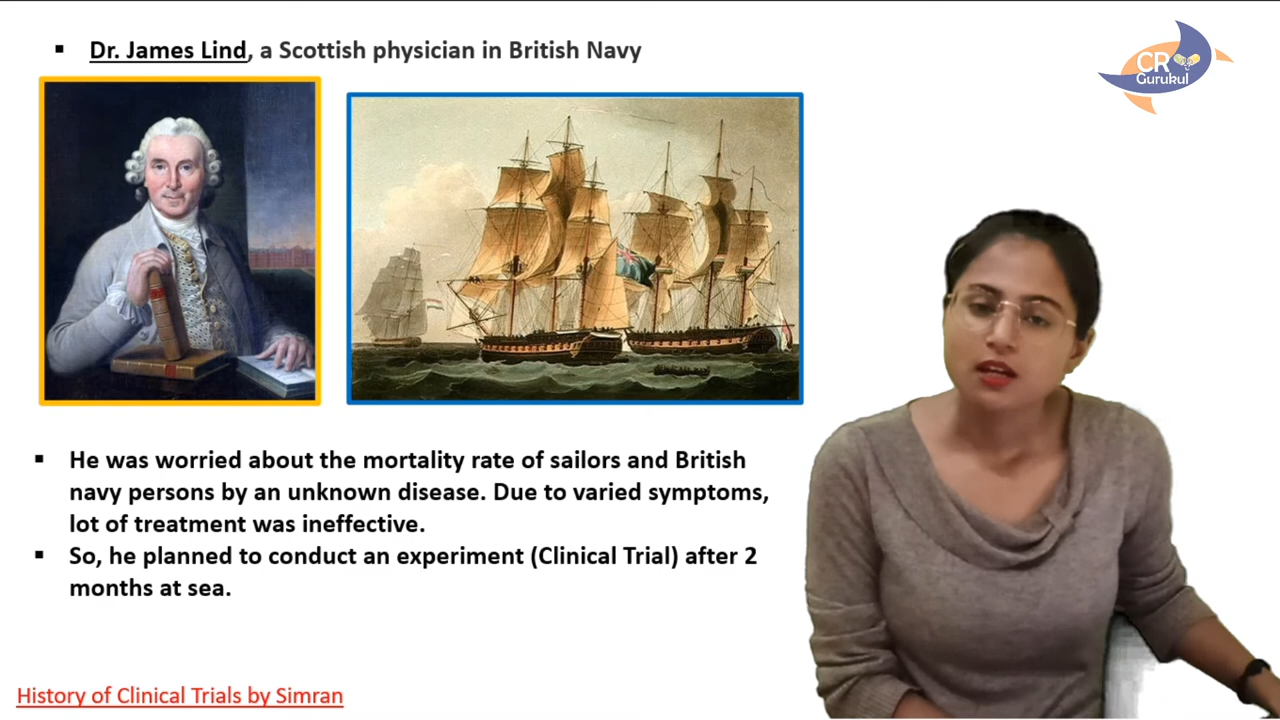 ▪ Dr. James Lind, a Scottish physician in British Navy
CR
Gurukul
▪ He was worried about the mortality rate of sailors and British
navy persons by an unknown disease. Due to varied symptoms,
lot of treatment was ineffective.
▪ So, he planned to conduct an experiment (Clinical Trial) after 2
months at sea.
History of Clinical Trials by Simran